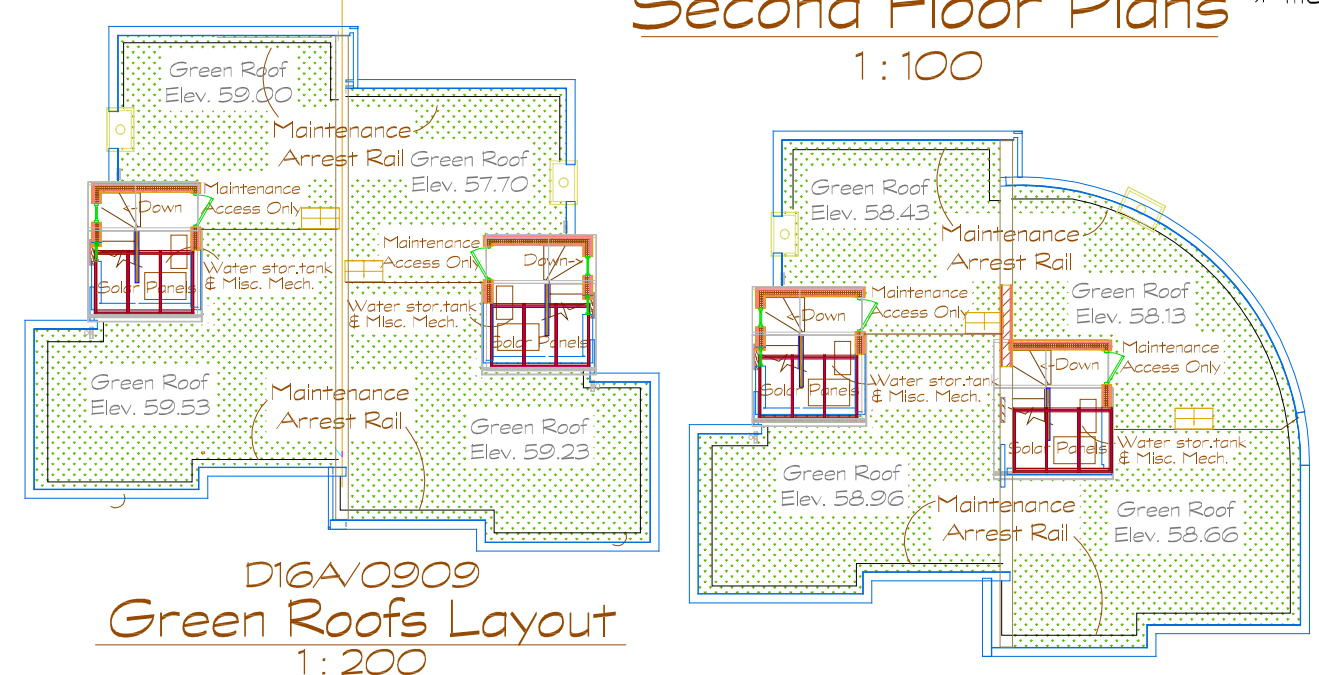 Second Floor Plans
1 : 100
Green Roof
Elev. 59.00
Maintenance
Arrest Rail
Green Roof
Elev. 57.70
Maintenance
Access Only
Down
Water stor.tank
& Misc. Mech.
Solar Panels
Maintenance
Access Only
Down
Water stor.tank
& Misc. Mech.
Solar Panels
Green Roof
Elev. 59.53
Maintenance
Arrest Rail
Green Roof
Elev. 59.23
Green Roof
Elev. 58.43
Maintenance
Arrest Rail
Green Roof
Elev. 58.13
Maintenance
Access Only
Down
Water stor.tank
& Misc. Mech.
Solar Panels
Maintenance
Access Only
Down
Water stor.tank
& Misc. Mech.
Solar Panels
Green Roof
Elev. 58.96
Maintenance
Arrest Rail
Green Roof
Elev. 58.66
D16A/0909
Green Roofs Layout
1 : 200